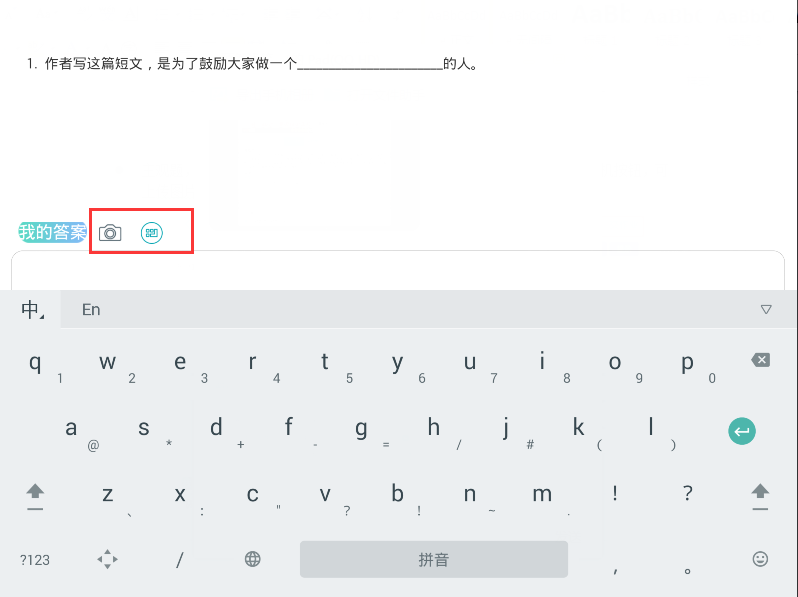 1. 作者写这篇短文，是为了鼓励大家做一个____________________的人。
我的答案
中 En
q 1 w 2 e 3 r 4 t 5 y 6 u 7 i 8 o 9 p 0
a @ s * d + f - g = h / j # k ( l )
z 、 x : c " v ? b ! n ~ m . ! ?
?123 / 拼音 , 。